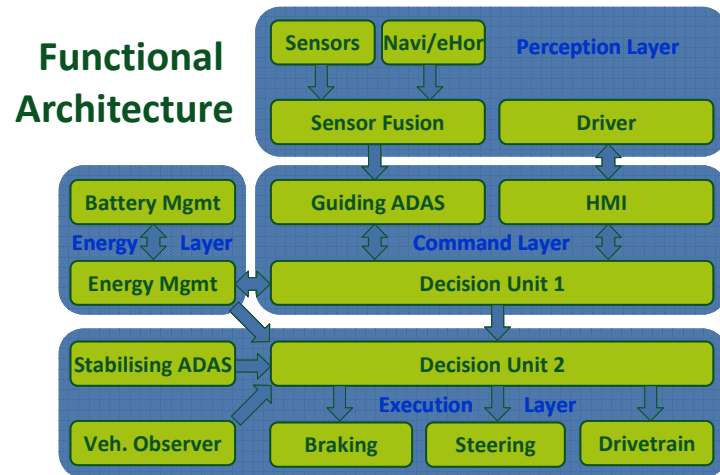 Functional
Architecture
Sensors
Navi/eHor
Perception Layer
Sensor Fusion
Driver
Battery Mgmt
Guiding ADAS
HMI
Energy Layer
Command Layer
Energy Mgmt
Decision Unit 1
Stabilising ADAS
Decision Unit 2
Execution Layer
Veh. Observer
Braking
Steering
Drivetrain